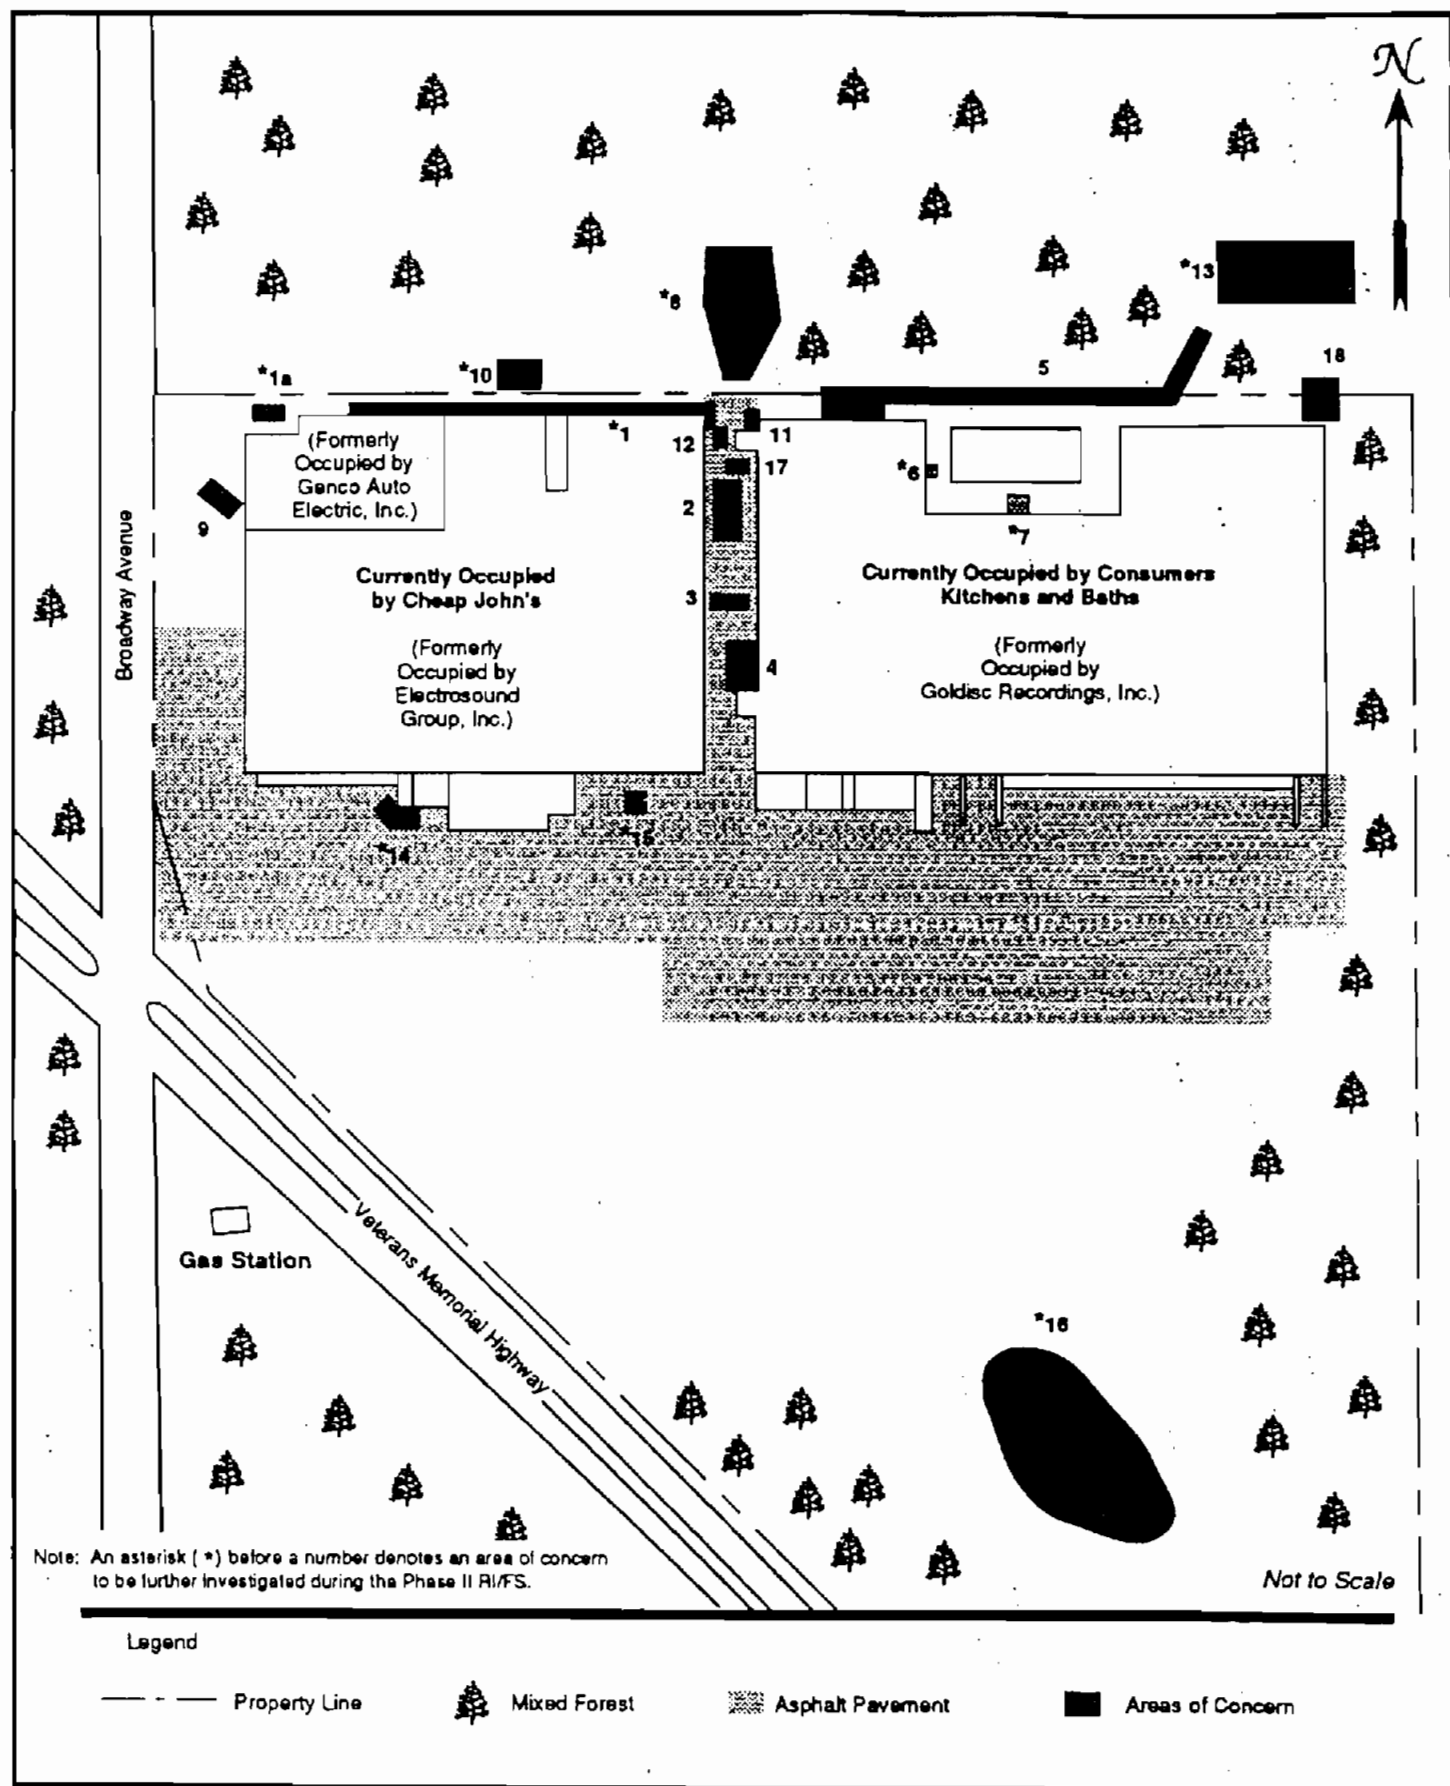 N
*13
*8
5
18
*1a
*10
*1
12
11
17
*6
2
*7
9
3
4
(Formerly
Occupied by
Genco Auto
Electric, Inc.)
Broadway Avenue
Currently Occupied
by Cheap John's
(Formerly
Occupied by
Electrosound
Group, Inc.)
Currently Occupied by Consumers
Kitchens and Baths
(Formerly
Occupied by
Goldisc Recordings, Inc.)
*14
*15
Gas Station
Veterans Memorial Highway
*16
Note: An asterisk ( *) before a number denotes an area of concern
to be further investigated during the Phase II RI/FS.
Not to Scale
Legend
Property Line
Mixed Forest
Asphalt Pavement
Areas of Concern